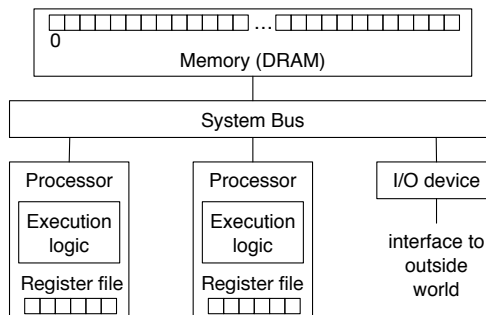 ...
0
Memory (DRAM)
System Bus
Processor
Execution
logic
Register file
Processor
Execution
logic
Register file
I/O device
interface to
outside
world